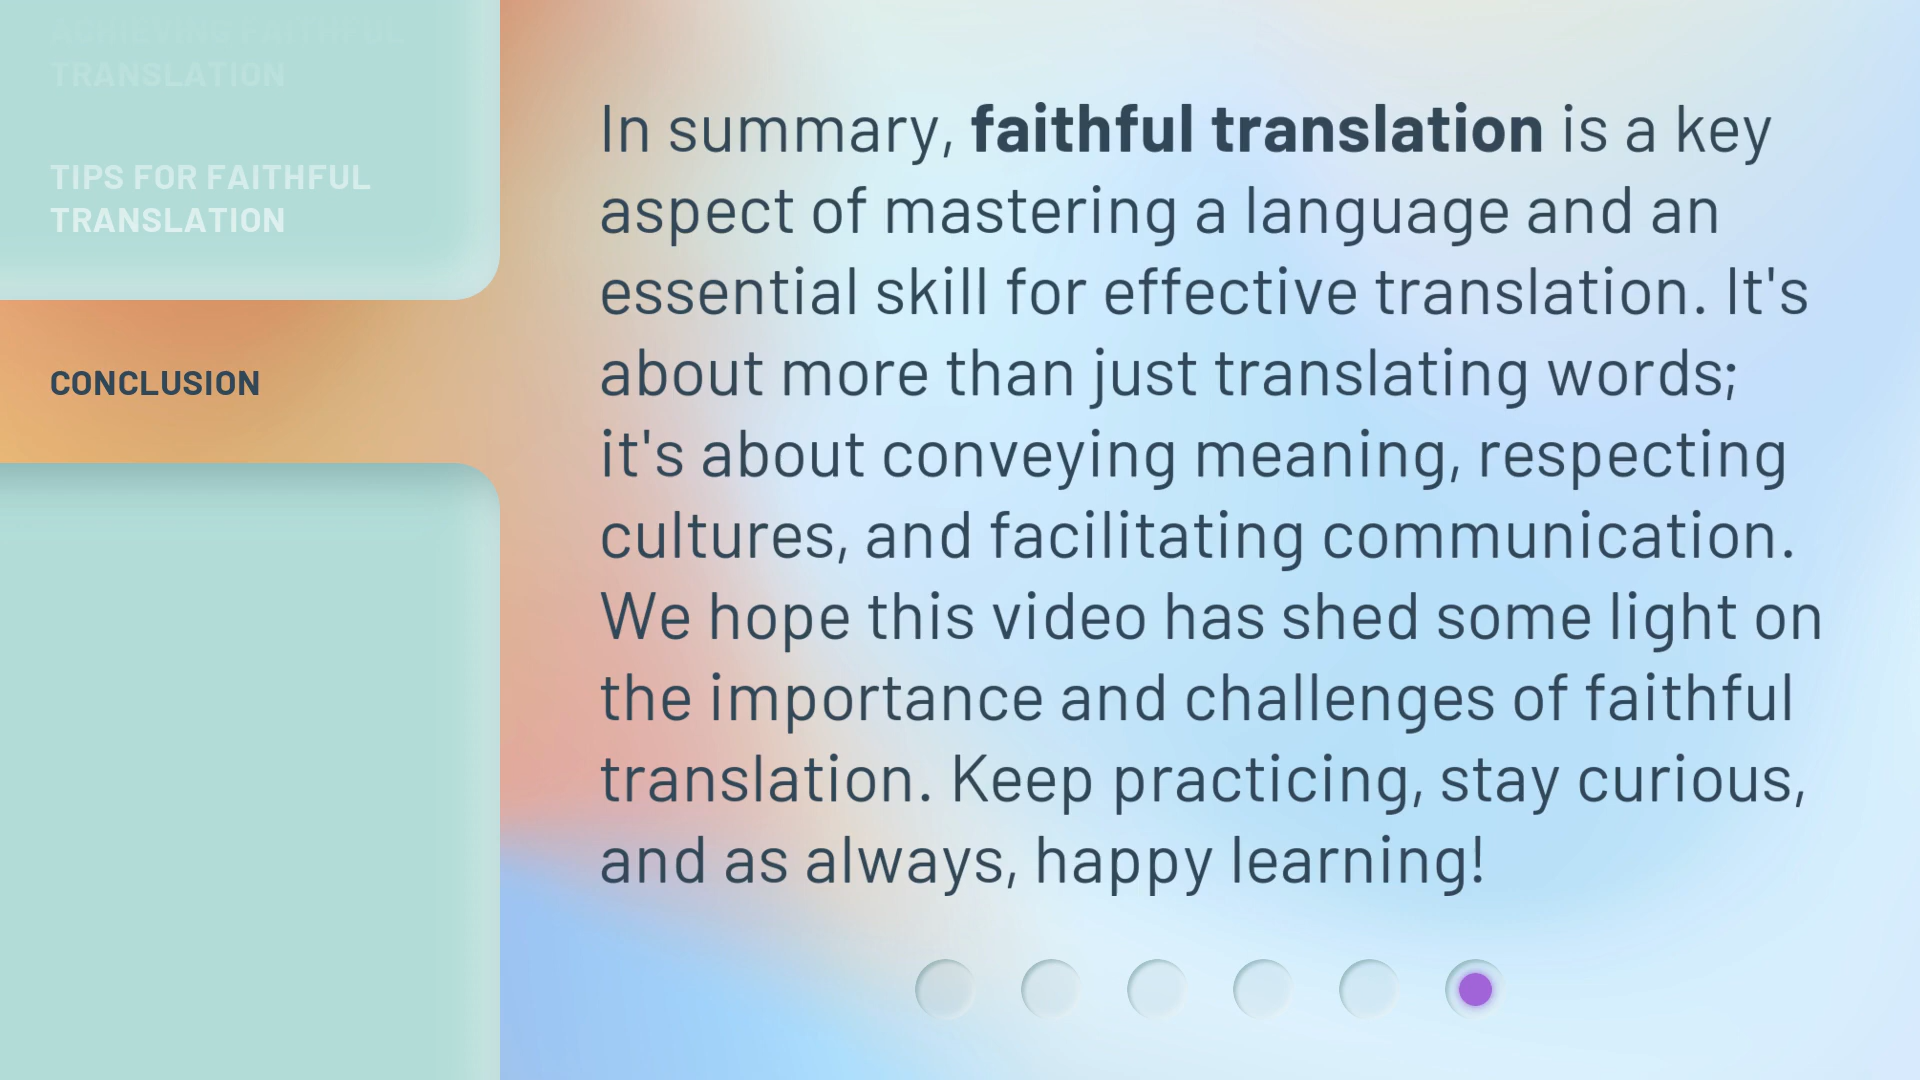 ACHIEVING FAITHFUL
TRANSLATION
TIPS FOR FAITHFUL
TRANSLATION
CONCLUSION
In summary, faithful translation is a key
aspect of mastering a language and an
essential skill for effective translation. It's
about more than just translating words;
it's about conveying meaning, respecting
cultures, and facilitating communication.
We hope this video has shed some light on
the importance and challenges of faithful
translation. Keep practicing, stay curious,
and as always, happy learning!